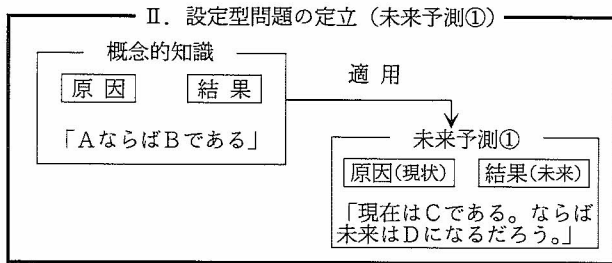 Ⅱ．設定型問題の定立（未来予測①）
概念的知識
原 因 結 果
「AならばBである」
適 用
未来予測①
原因(現状) 結果(未来)
「現在はCである。ならば
未来はDになるだろう。」